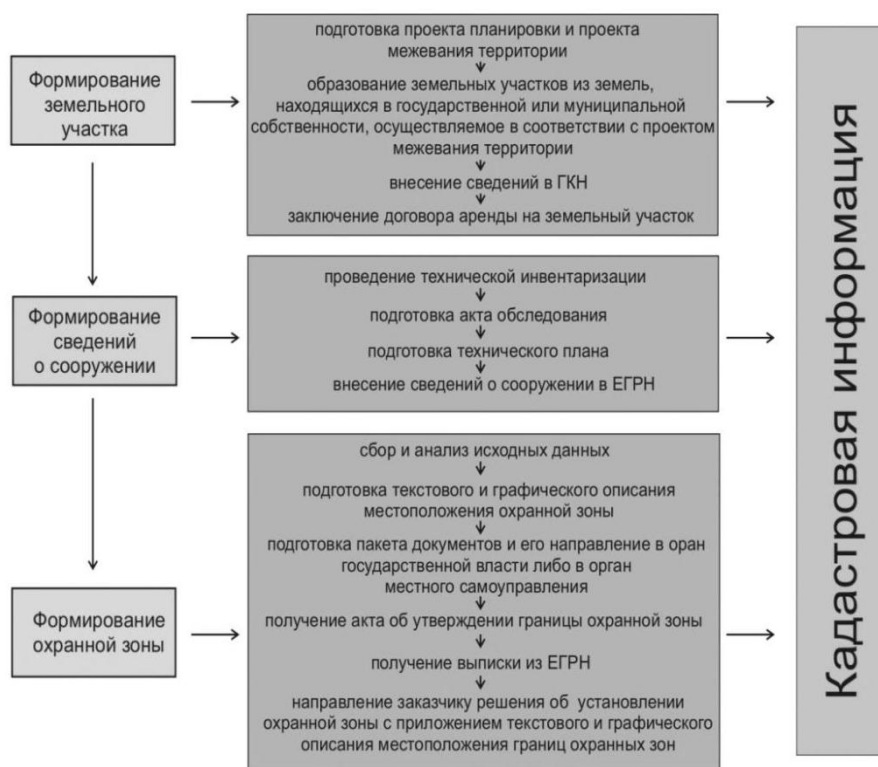 Формирование
земельного
участка
подготовка проекта планировки и проекта
межевания территории
образование земельных участков из земель,
находящихся в государственной или муниципальной
собственности, осуществляемое в соответствии с проектом
межевания территории
внесение сведений в ГКН
заключение договора аренды на земельный участок
Формирование
сведений
о сооружении
проведение технической инвентаризации
подготовка акта обследования
подготовка технического плана
внесение сведений о сооружении в ЕГРН
Формирование
охранной зоны
сбор и анализ исходных данных
подготовка текстового и графического описания
местоположения охранной зоны
подготовка пакета документов и его направление в оран
государственной власти либо в орган
местного самоуправления
получение акта об утверждении границы охранной зоны
получение выписки из ЕГРН
направление заказчику решения об установлении
охранной зоны с приложением текстового и графического
описания местоположения границ охранных зон
Кадастровая информация